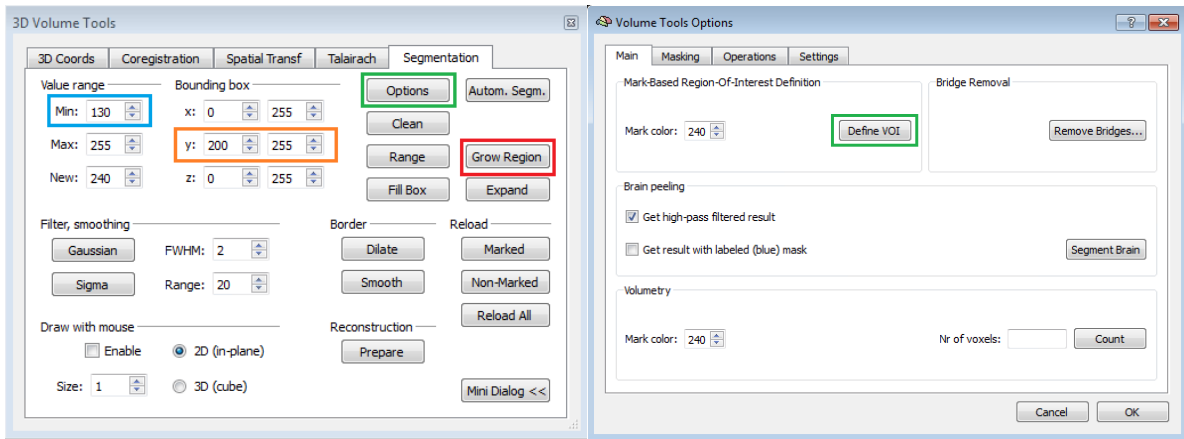 3D Volume Tools
3D Coords Coregistration Spatial Transf Talairach Segmentation
Value range Bounding box
Min: 130 x: 0 255 Options Autom. Segm.
Clean
Max: 255 y: 200 255 Range Grow Region
New: 240 z: 0 255 Fill Box Expand
Filter, smoothing Border Reload
Gaussian FWHM: 2 Dilate Marked
Sigma Range: 20 Smooth Non-Marked
Reload All
Draw with mouse Reconstruction
Enable 2D (in-plane) Prepare
Size: 1 3D (cube) Mini Dialog <<
Volume Tools Options
Main Masking Operations Settings
Mark-Based Region-Of-Interest Definition Bridge Removal
Mark color: 240 Define VOI Remove Bridges...
Brain peeling
Get high-pass filtered result
Get result with labeled (blue) mask Segment Brain
Volumetry
Mark color: 240 Nr of voxels: Count
Cancel OK